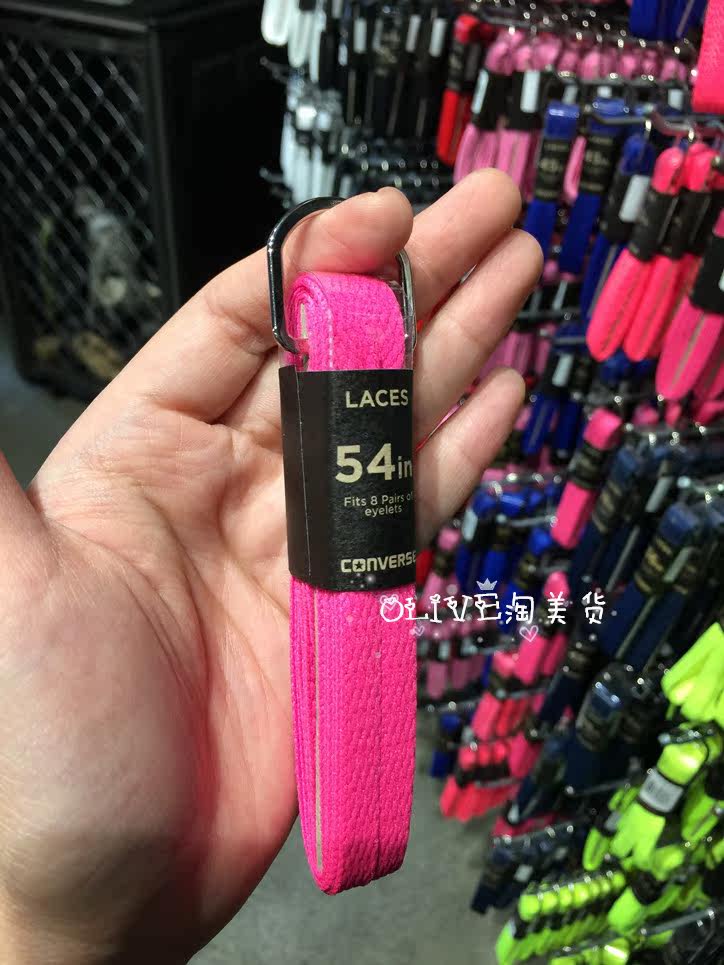 LACES
54in
Fits 8 Pairs of
eyelets
CONVERSE
OLIVE淘美货